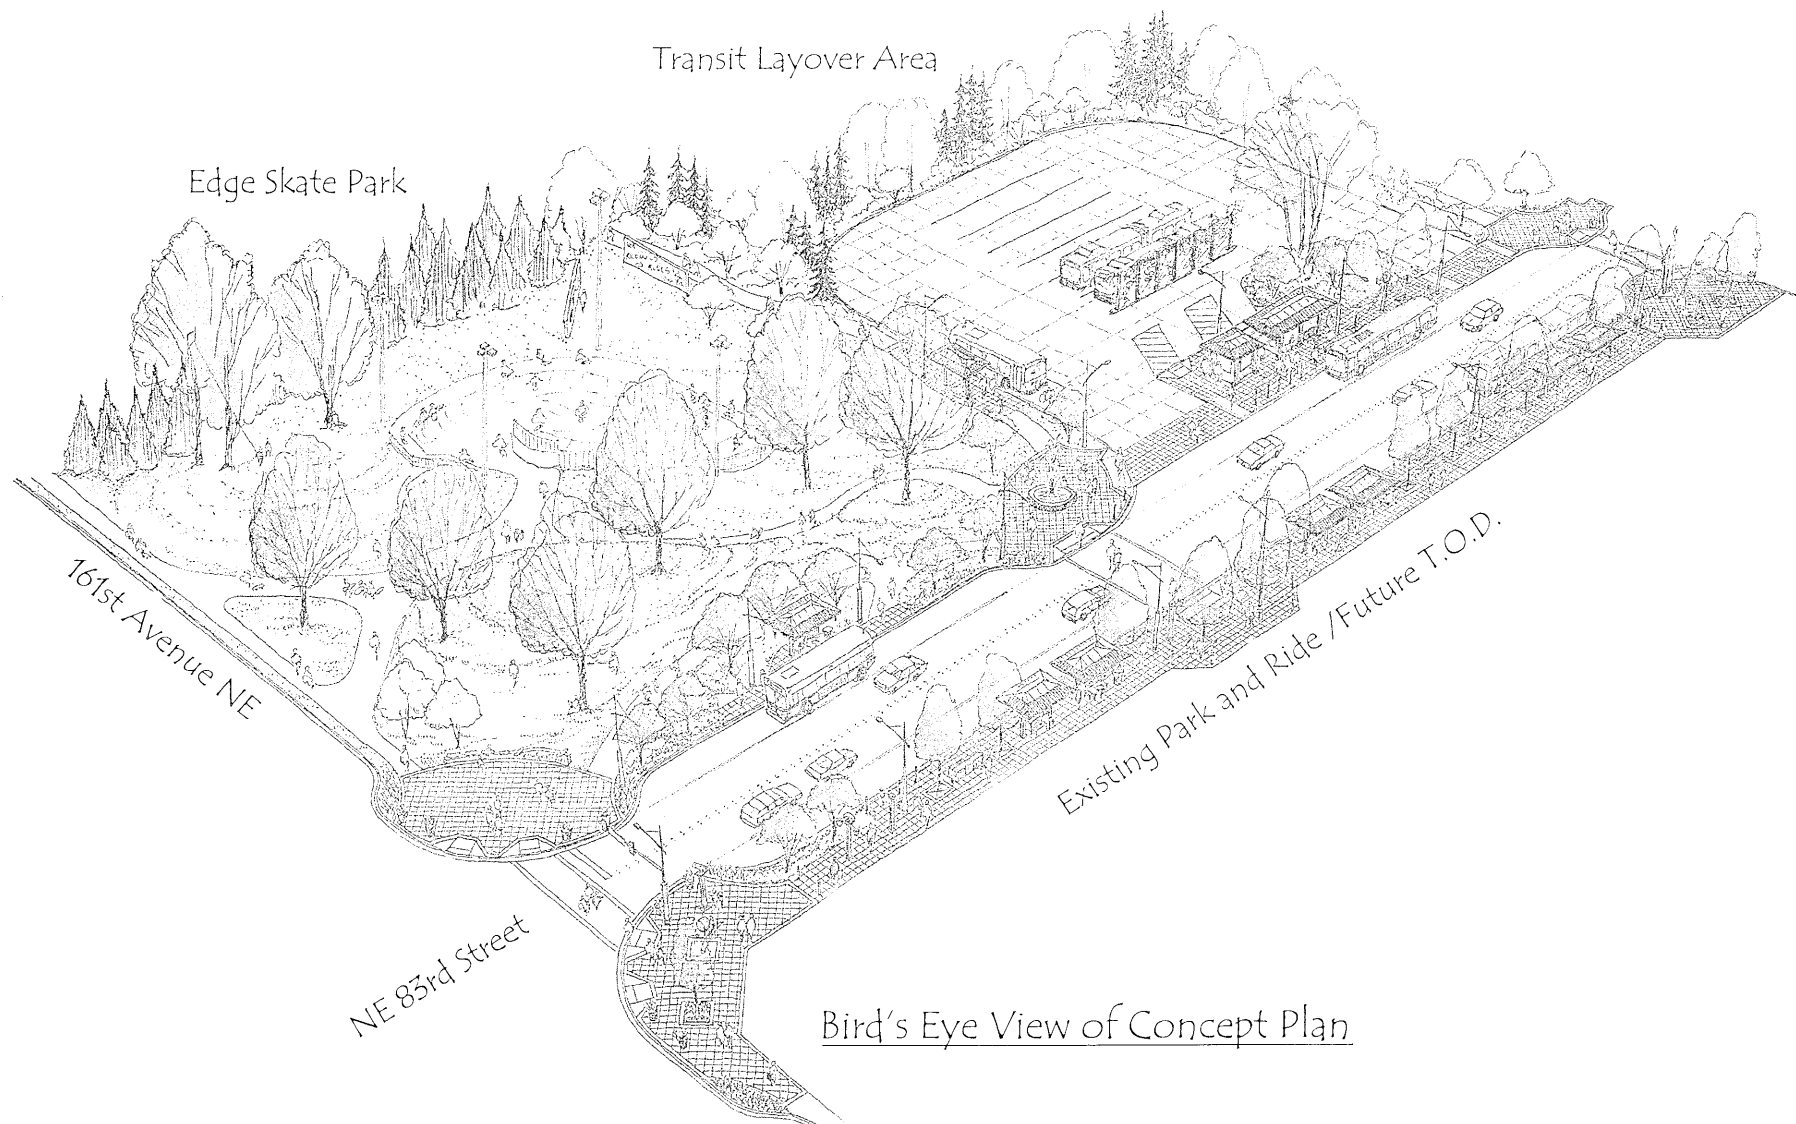 Transit Layover Area
Edge Skate Park
161st Avenue NE
Existing Park and Ride /Future T.O.D.
NE 83rd Street
Bird's Eye View of Concept Plan